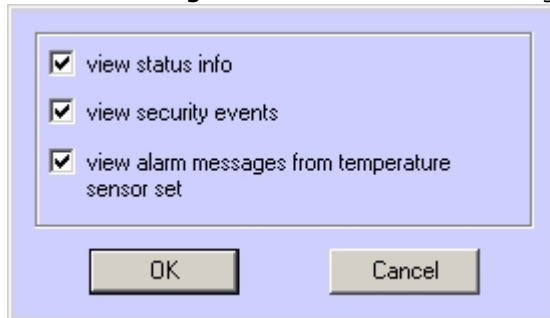 view status info
view security events
view alarm messages from temperature
sensor set
OK
Cancel